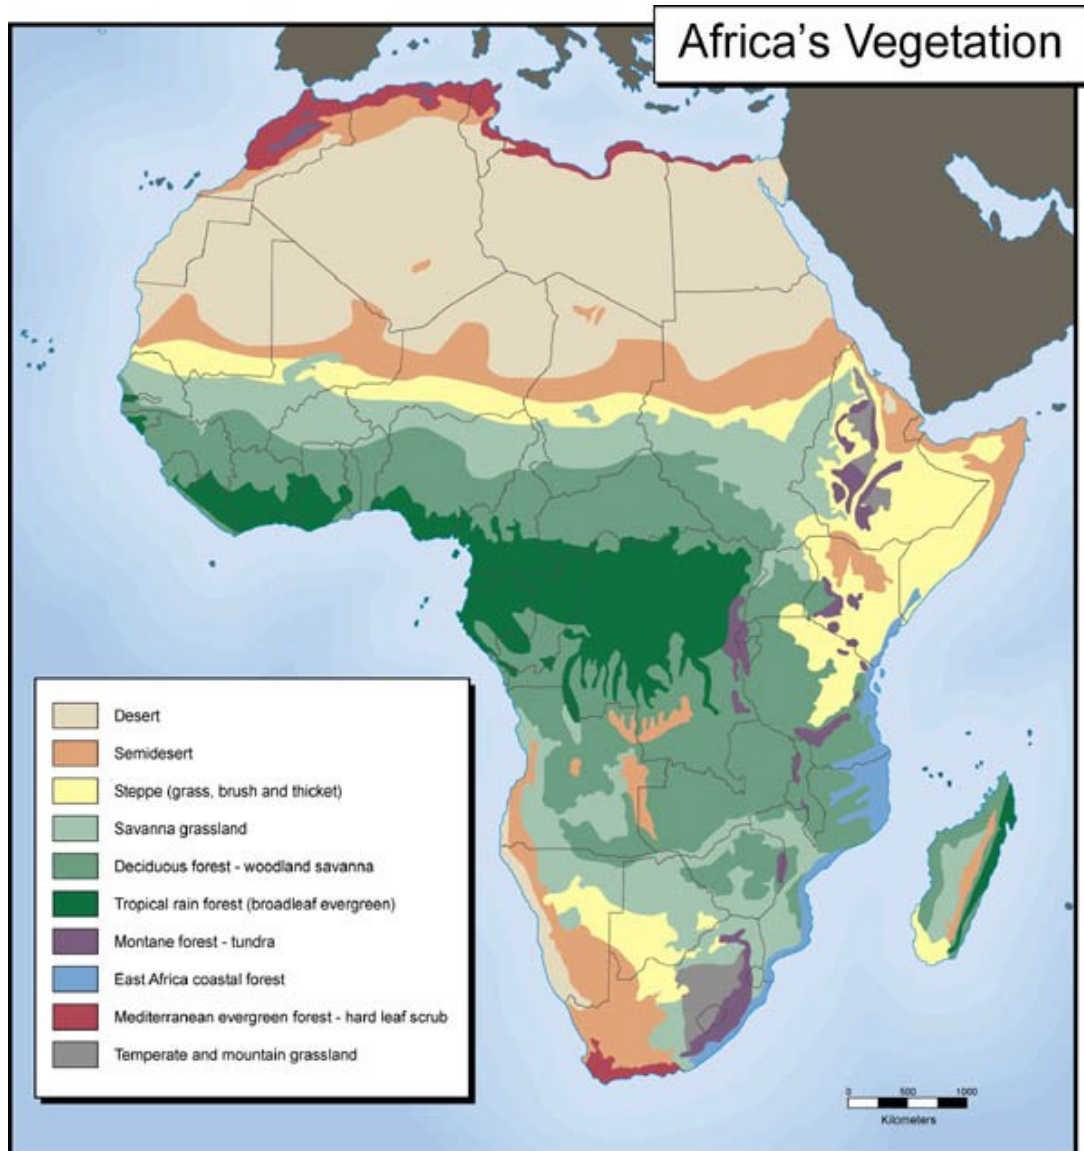 Africa's Vegetation
Desert
Semidesert
Steppe (grass, brush and thicket)
Savanna grassland
Deciduous forest - woodland savanna
Tropical rain forest (broadleaf evergreen)
Montane forest - tundra
East Africa coastal forest
Mediterranean evergreen forest - hard leaf scrub
Temperate and mountain grassland
0 500 1000
Kilometers